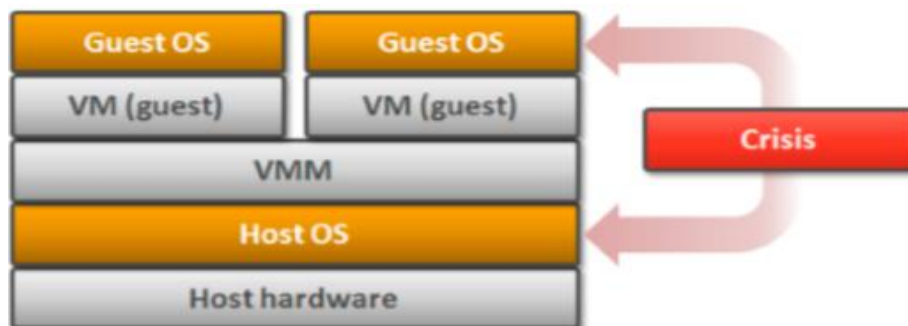 Guest OS
Guest OS
VM (guest)
VM (guest)
Crisis
VMM
Host OS
Host hardware